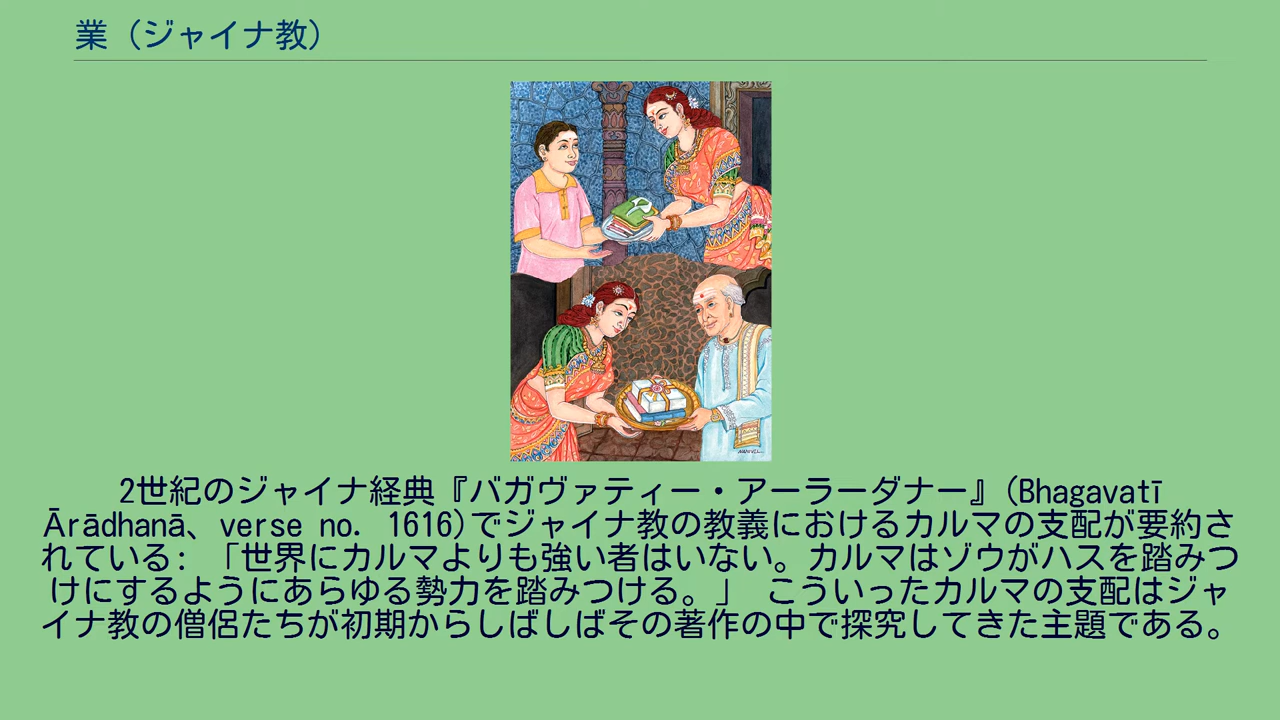 業（ジャイナ教）
2世紀のジャイナ経典『バガヴァティー・アーラーダナー』(Bhagavatī
Ārādhanā、verse no. 1616)でジャイナ教の教義におけるカルマの支配が要約さ
れている: 「世界にカルマよりも強い者はいない。カルマはゾウがハスを踏みつ
けにするようにあらゆる勢力を踏みつける。」 こういったカルマの支配はジャ
イナ教の僧侶たちが初期からしばしばその著作の中で探究してきた主題である。